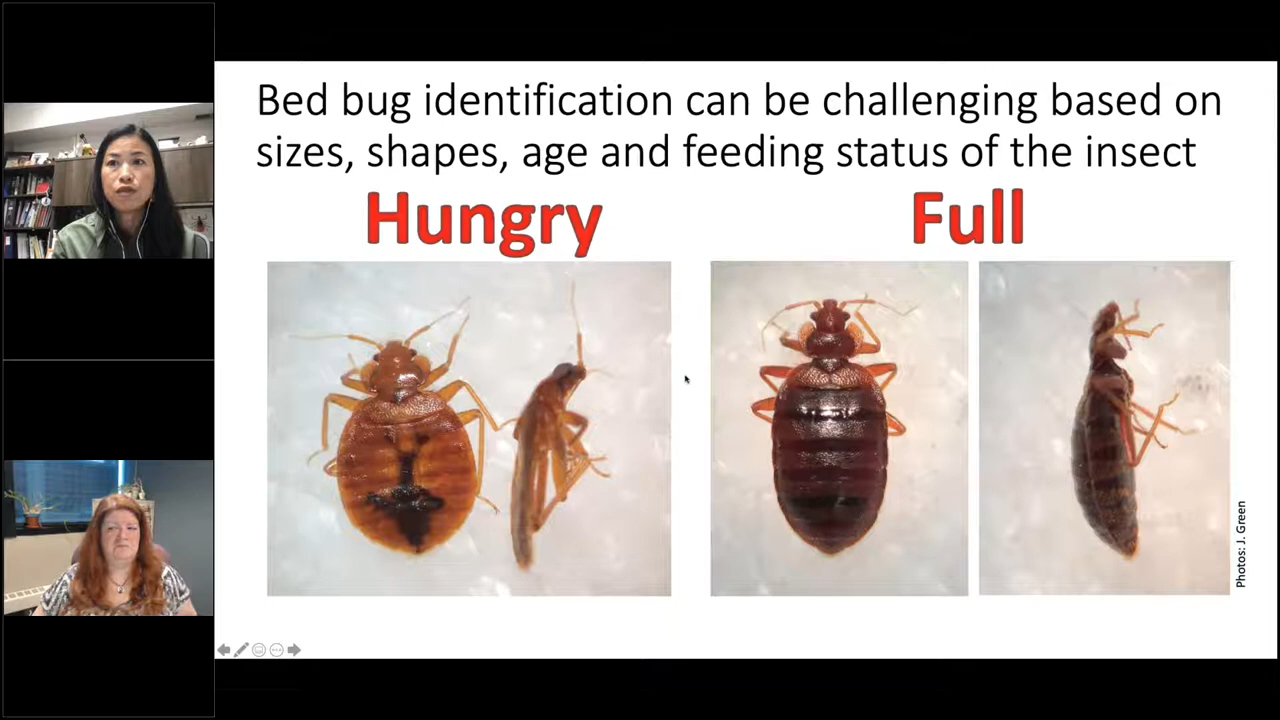 Bed bug identification can be challenging based on
sizes, shapes, age and feeding status of the insect
Hungry
Full
Photos: J. Green